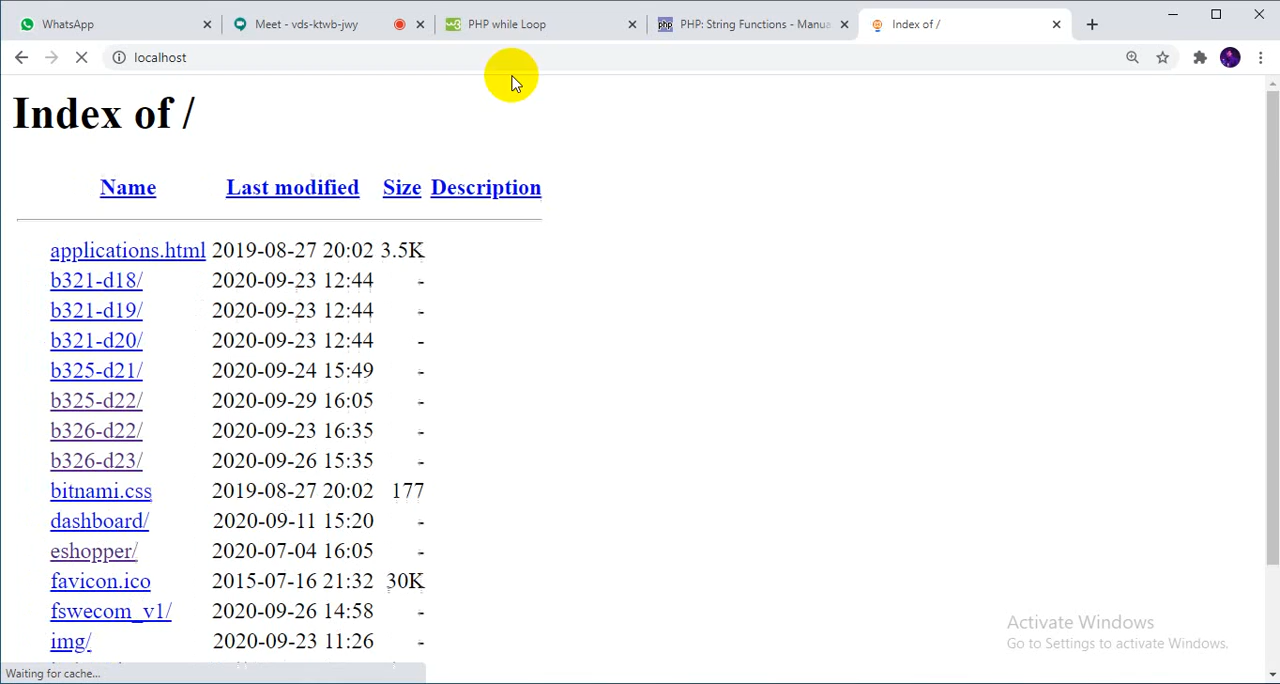 WhatsApp
Meet - vds-ktwb-jwy
PHP while Loop
PHP: String Functions - Manua
Index of /
localhost
Index of /
Name Last modified Size Description
applications.html 2019-08-27 20:02 3.5K
b321-d18/ 2020-09-23 12:44 -
b321-d19/ 2020-09-23 12:44 -
b321-d20/ 2020-09-23 12:44 -
b325-d21/ 2020-09-24 15:49 -
b325-d22/ 2020-09-29 16:05 -
b326-d22/ 2020-09-23 16:35 -
b326-d23/ 2020-09-26 15:35 -
bitnami.css 2019-08-27 20:02 177
dashboard/ 2020-09-11 15:20 -
eshopper/ 2020-07-04 16:05 -
favicon.ico 2015-07-16 21:32 30K
fswecom_v1/ 2020-09-26 14:58 -
img/ 2020-09-23 11:26 -
Activate Windows
Go to Settings to activate Windows.
Waiting for cache...